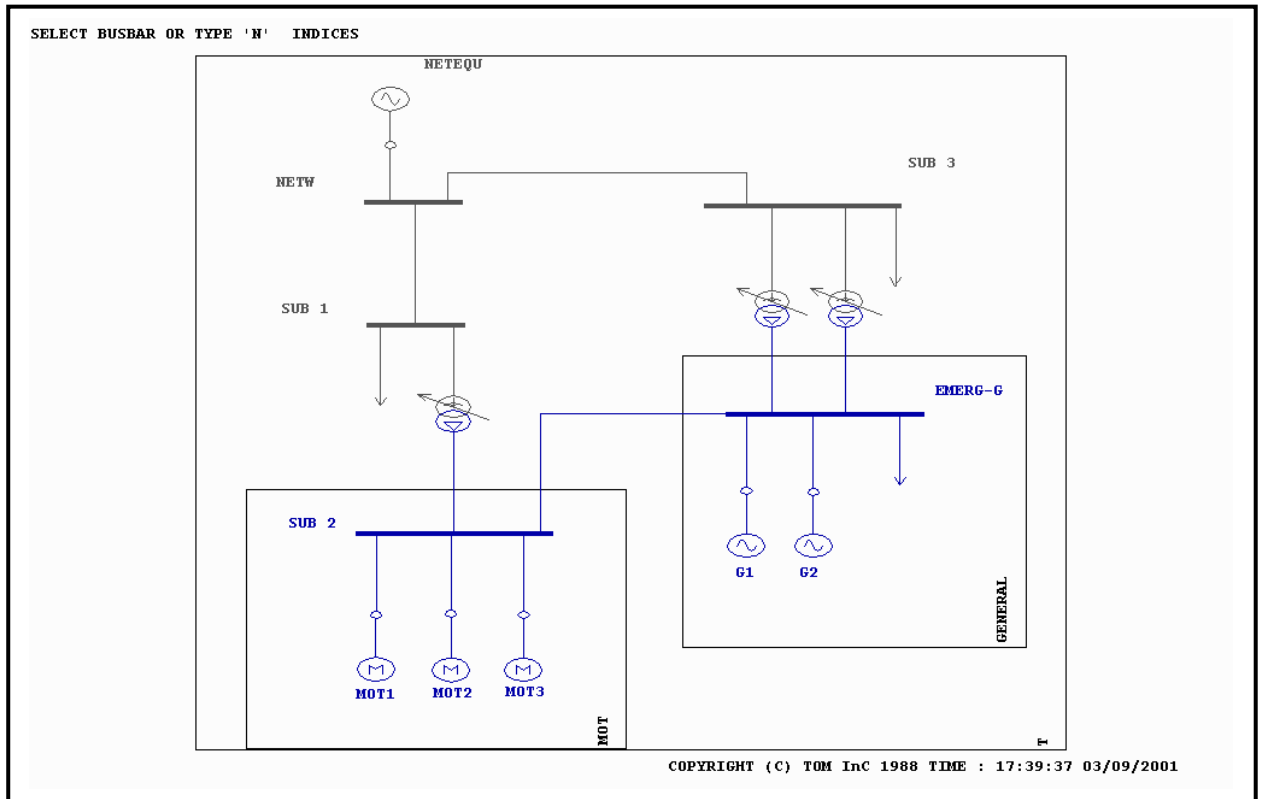 SELECT BUSBAR OR TYPE 'N' INDICES
NETEQU
SUB 3
NETW
SUB 1
EMERG-G
SUB 2
G1 G2
GENERAL
MOT1 MOT2 MOT3
MOT
T
COPYRIGHT (C) TOM InC 1988 TIME : 17:39:37 03/09/2001